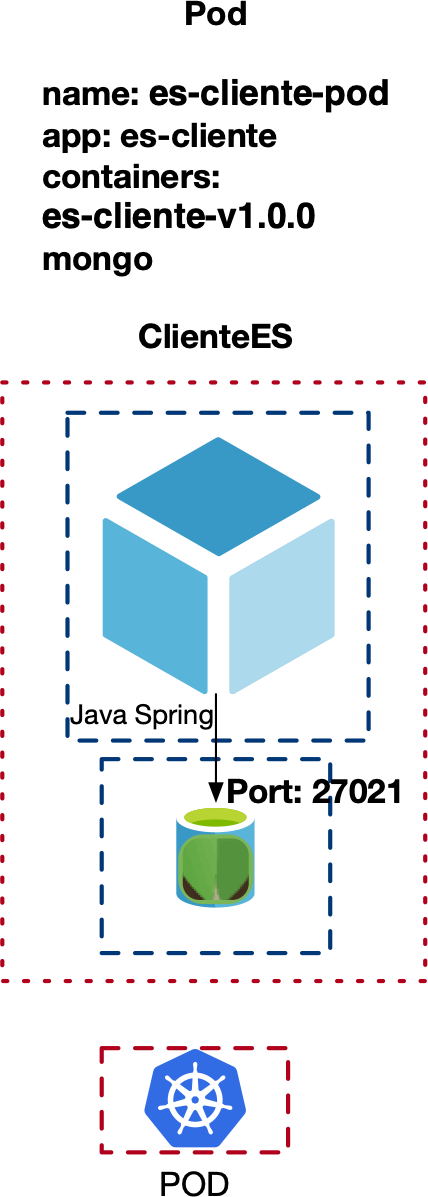 Pod
name: es-cliente-pod
app: es-cliente
containers:
es-cliente-v1.0.0
mongo
ClienteES
Java Spring
Port: 27021
POD